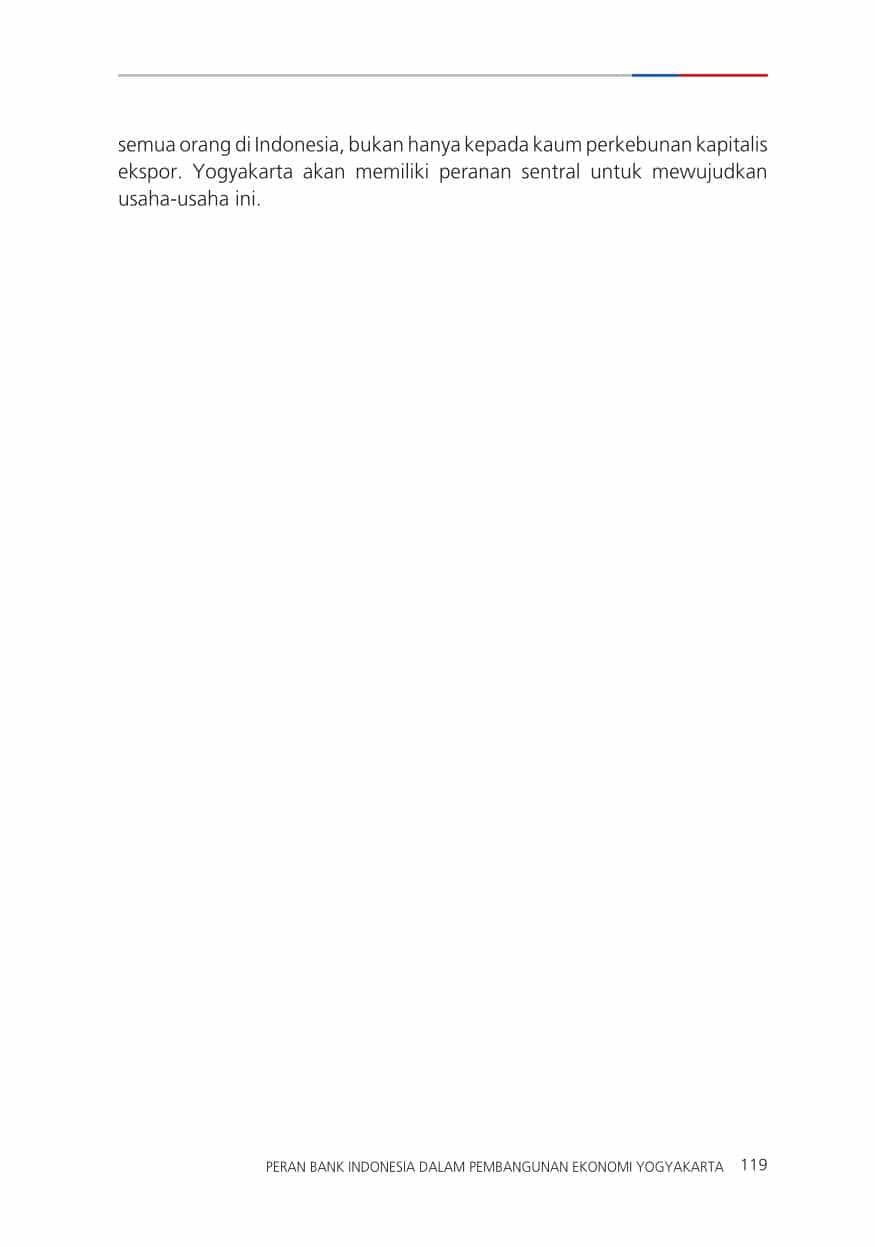 semua orang di Indonesia, bukan hanya kepada kaum perkebunan kapitalis
ekspor. Yogyakarta akan memiliki peranan sentral untuk mewujudkan
usaha-usaha ini.
PERAN BANK INDONESIA DALAM PEMBANGUNAN EKONOMI YOGYAKARTA 119